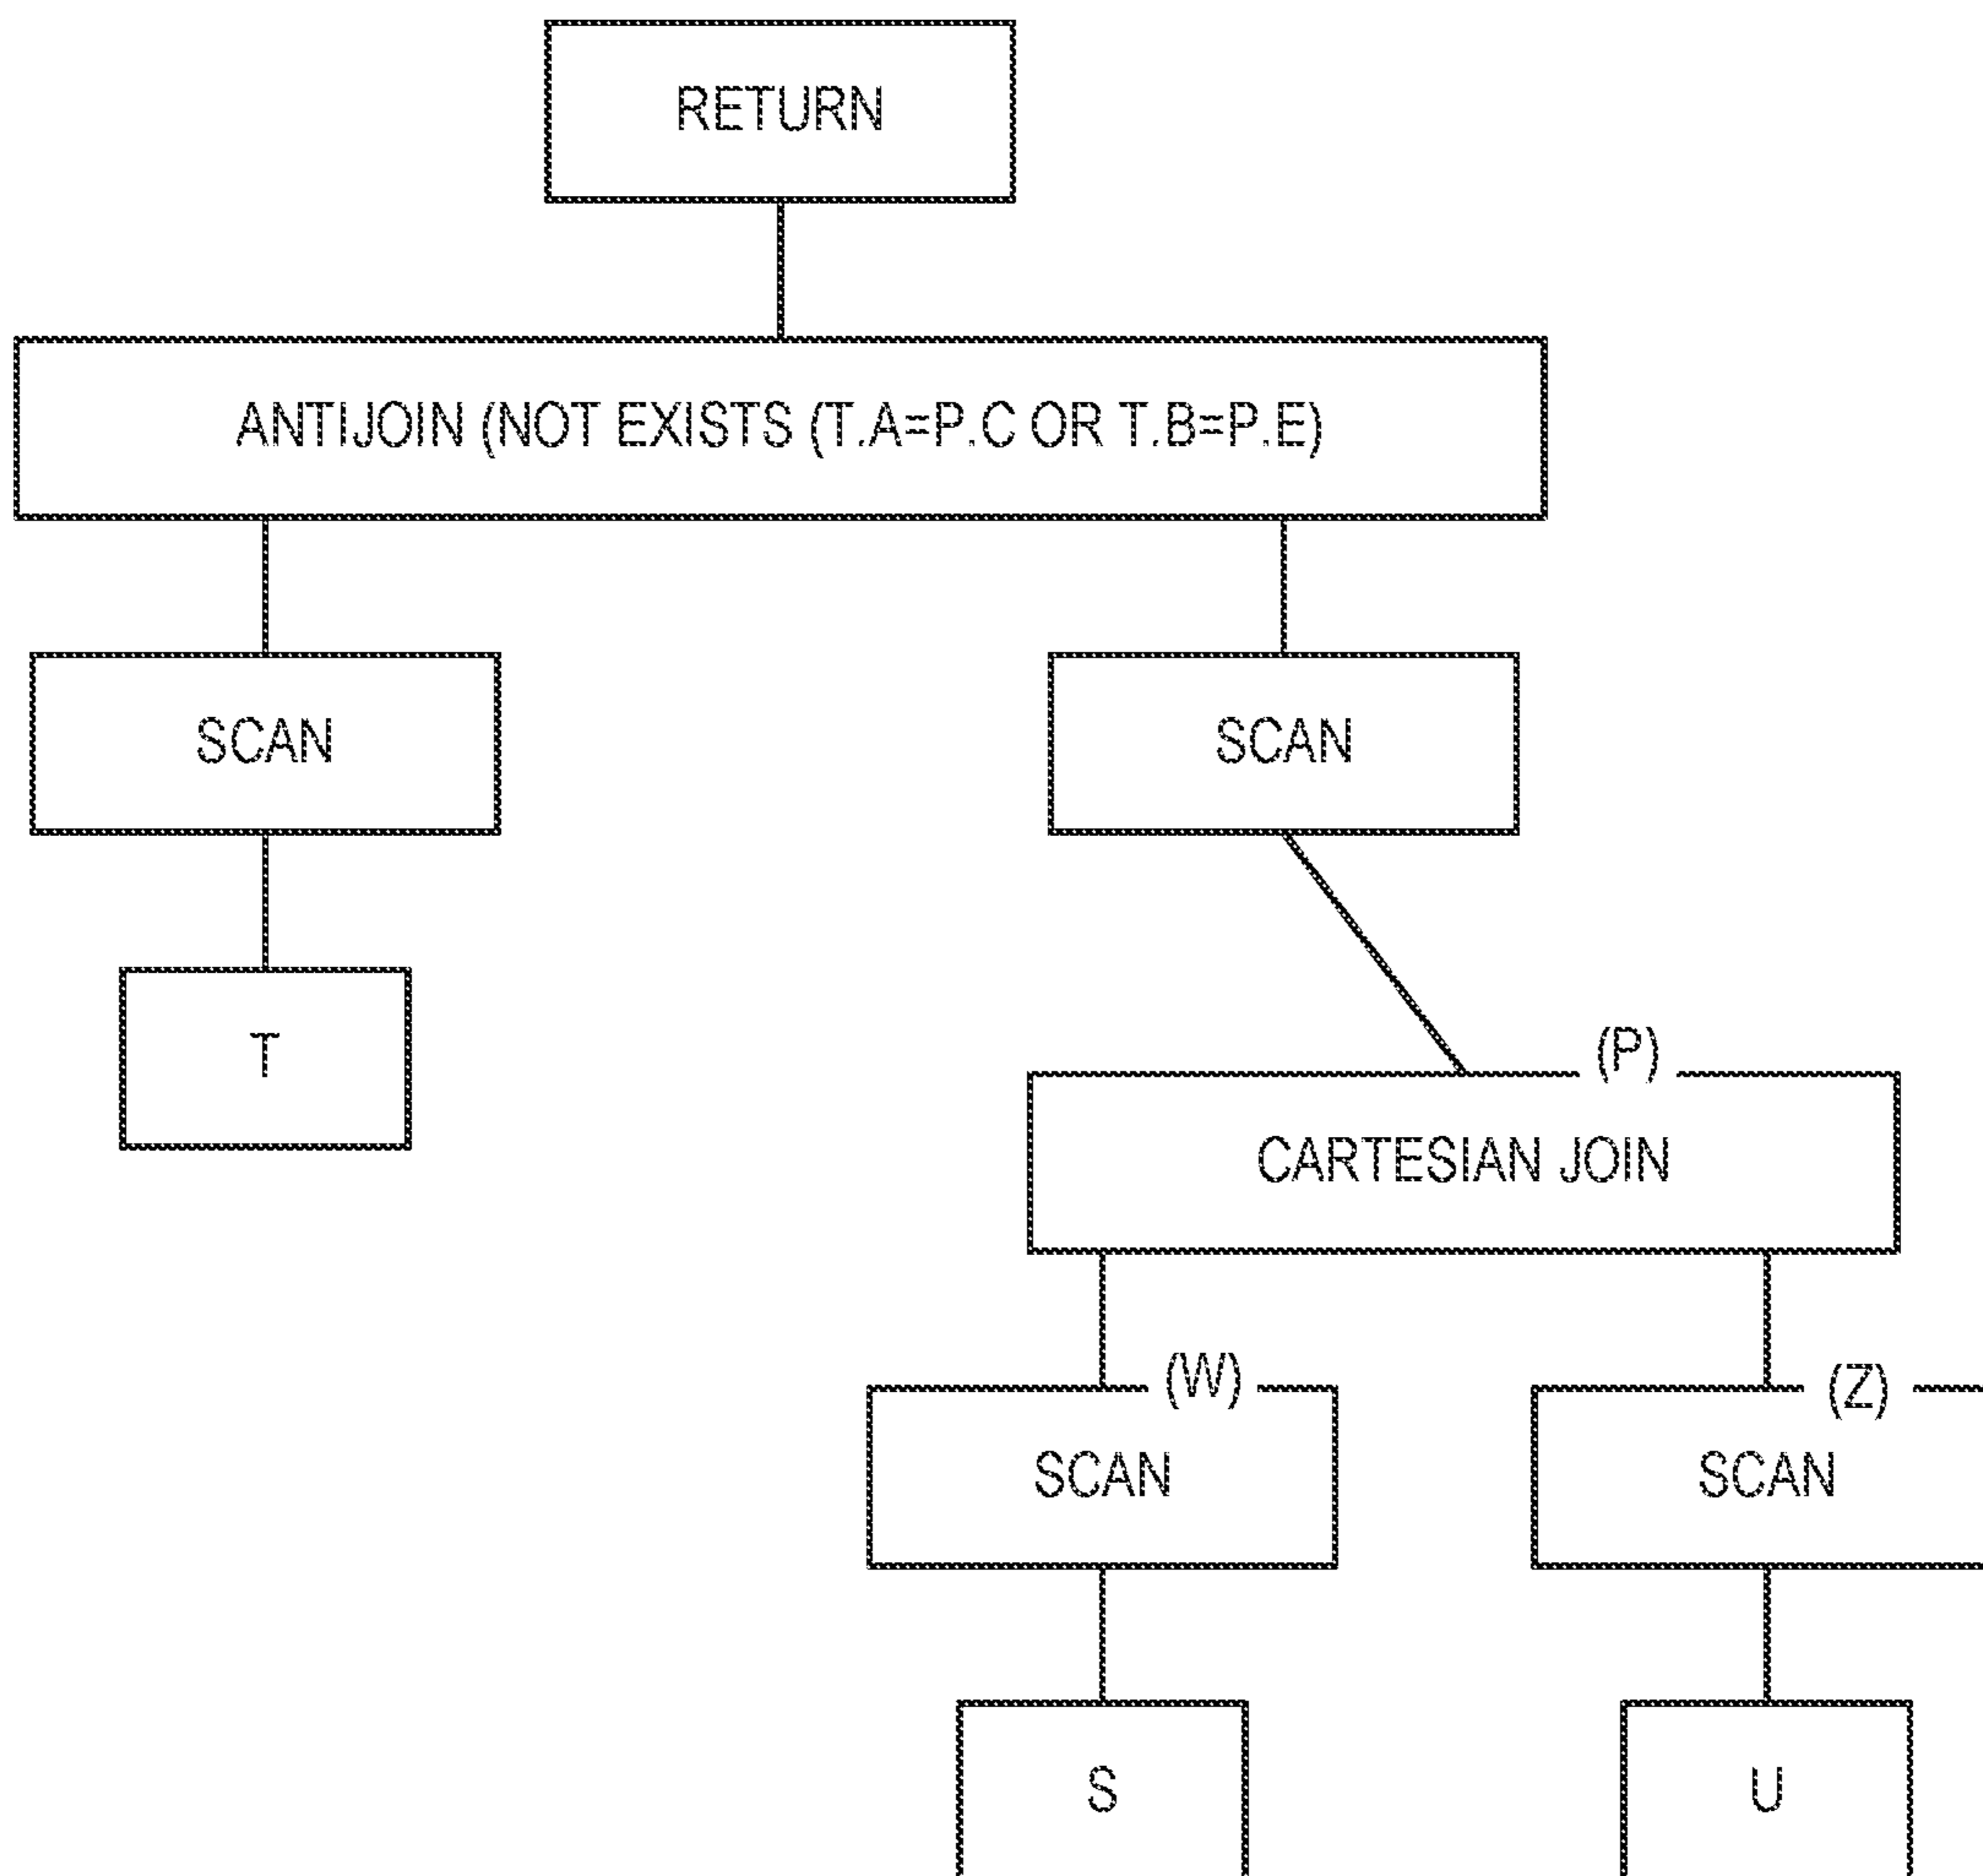 RETURN
ANTIJOIN (NOT EXISTS (T.A=P.C OR T.B=P.E)
SCAN
SCAN
T
(P)
CARTESIAN JOIN
(W)
(Z)
SCAN
SCAN
S
U